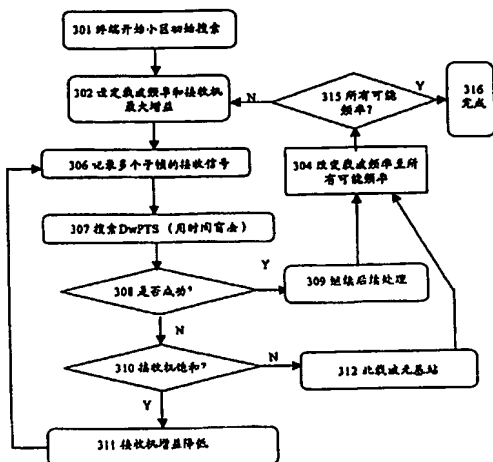 301 终端开始小区初始搜索
302 设定载波频率和接收机
最大增益
N
315 所有可能
频率?
Y
316
完成
306 记录多个子帧的接收信号
304 改变载波频率至所
有可能频率
307 搜索DwPTS（用时间窗法）
Y
308 是否成功?
309 继续后续处理
N
310 接收机饱和?
N
312 此载波无基站
Y
311 接收机增益降低